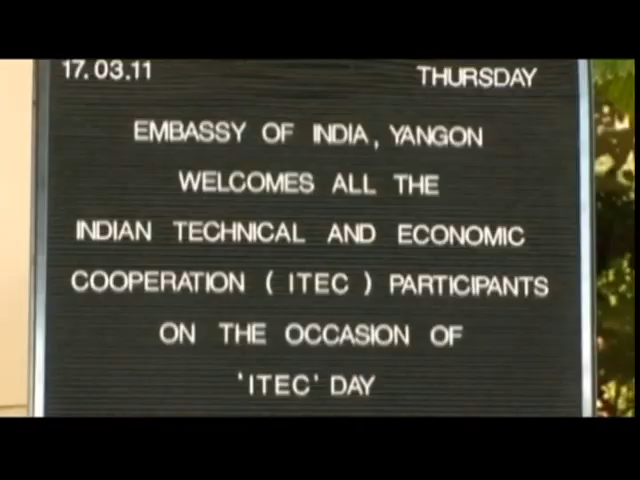 17.03.11 THURSDAY
EMBASSY OF INDIA, YANGON
WELCOMES ALL THE
INDIAN TECHNICAL AND ECONOMIC
COOPERATION ( ITEC ) PARTICIPANTS
ON THE OCCASION OF
'ITEC' DAY